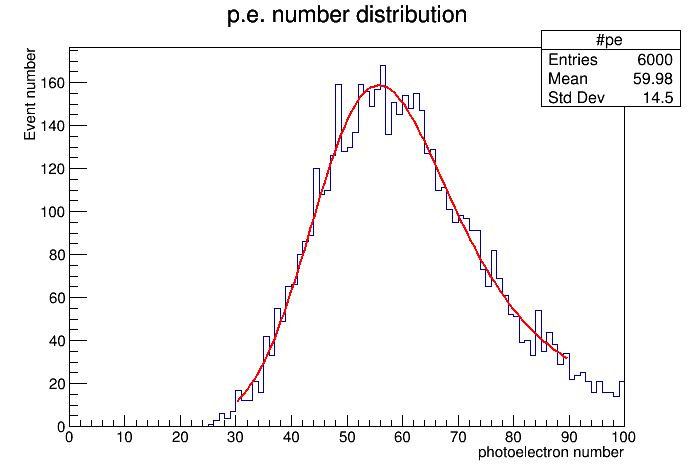 p.e. number distribution
#pe
Entries 6000
Mean 59.98
Std Dev 14.5
Event number
160
140
120
100
80
60
40
20
0
0 10 20 30 40 50 60 70 80 90 100
photoelectron number